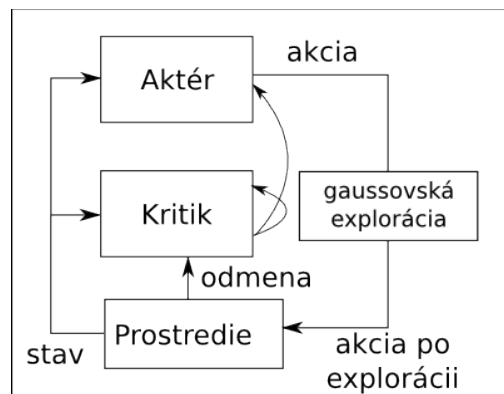 Aktér
akcia
gaussovská
explorácia
Kritik
odmena
Prostredie
stav
akcia po
explorácii